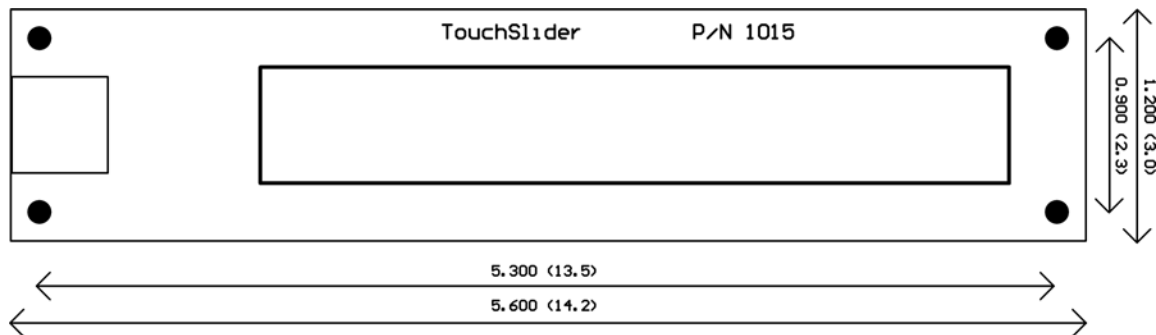 TouchSlider P/N 1015
0.900 (2.3)
1.200 (3.0)
5.300 (13.5)
5.600 (14.2)